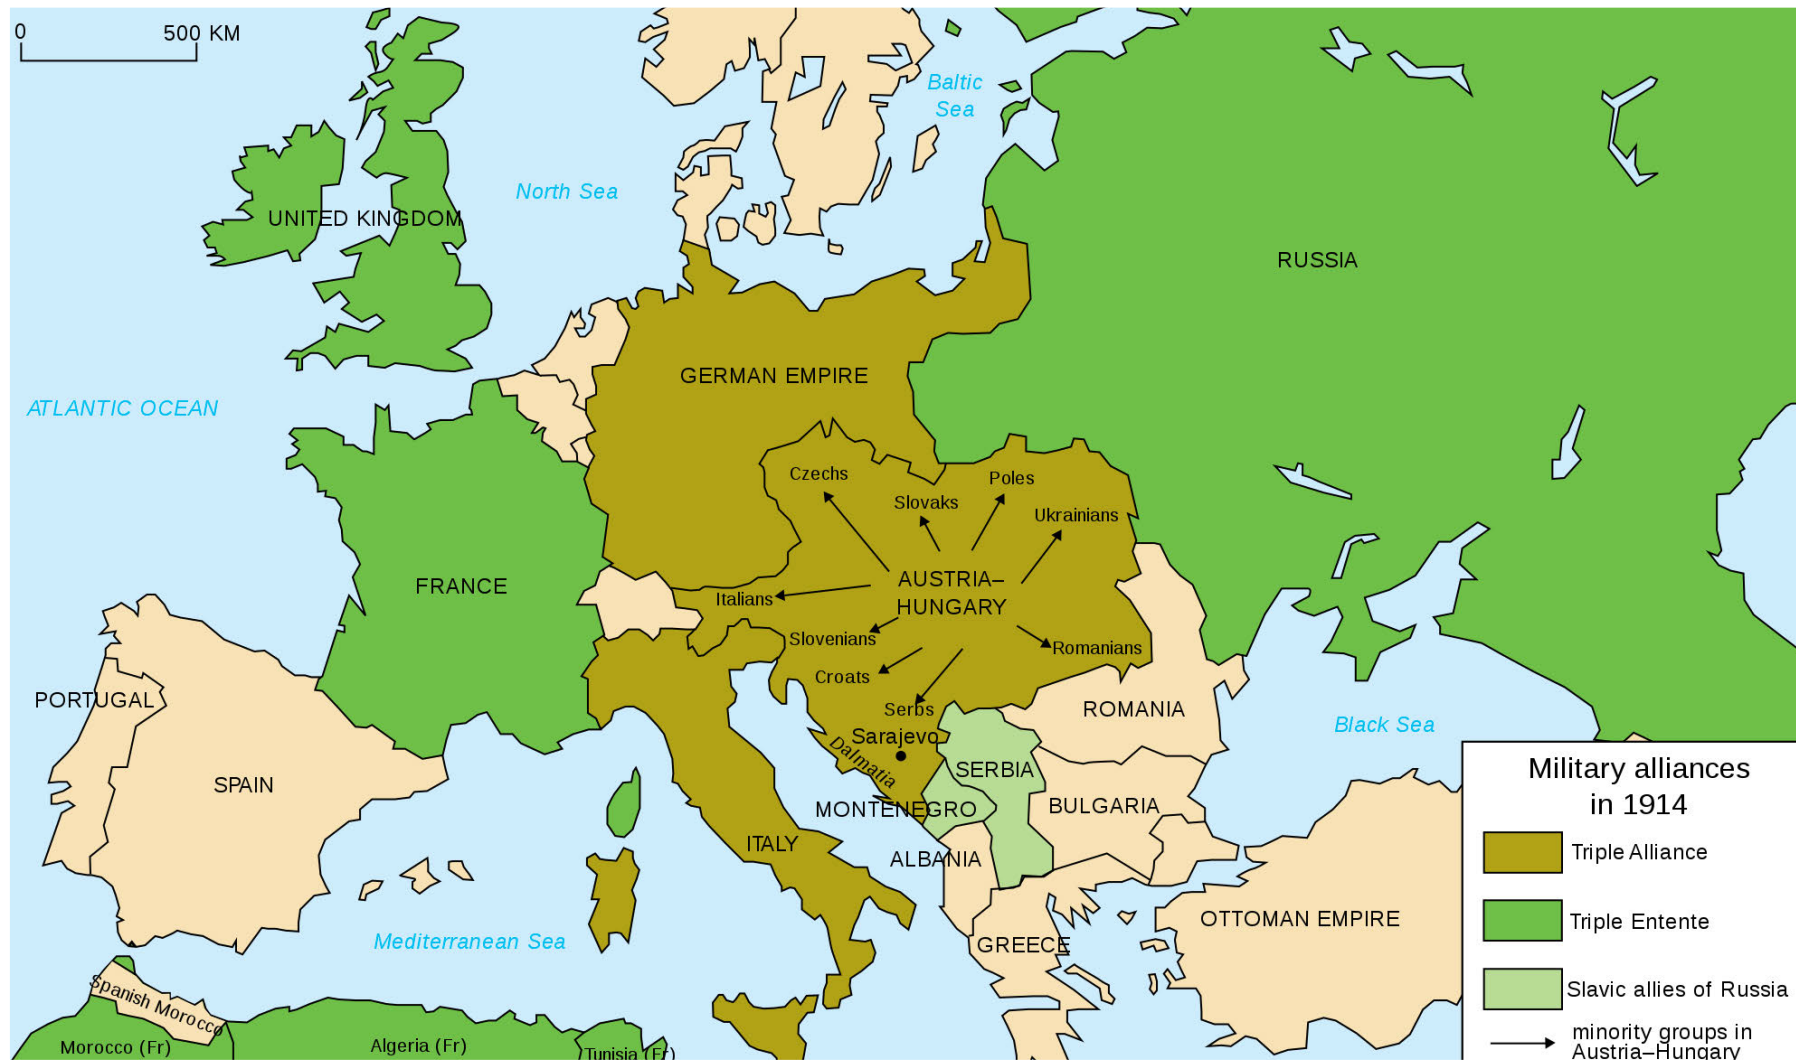 0
500 KM
Baltic
Sea
North Sea
UNITED KINGDOM
RUSSIA
GERMAN EMPIRE
ATLANTIC OCEAN
Czechs
Poles
Slovaks
Ukrainians
AUSTRIA–
HUNGARY
FRANCE
Italians
Slovenians
Romanians
Croats
PORTUGAL
Serbs
ROMANIA
Sarajevo
Black Sea
Dalmatia
SERBIA
SPAIN
MONTENEGRO
BULGARIA
ITALY
ALBANIA
OTTOMAN EMPIRE
Mediterranean Sea
GREECE
Spanish Morocco
Morocco (Fr)
Algeria (Fr)
Tunisia (Fr)
Military alliances
in 1914
Triple Alliance
Triple Entente
Slavic allies of Russia
minority groups in
Austria–Hungary